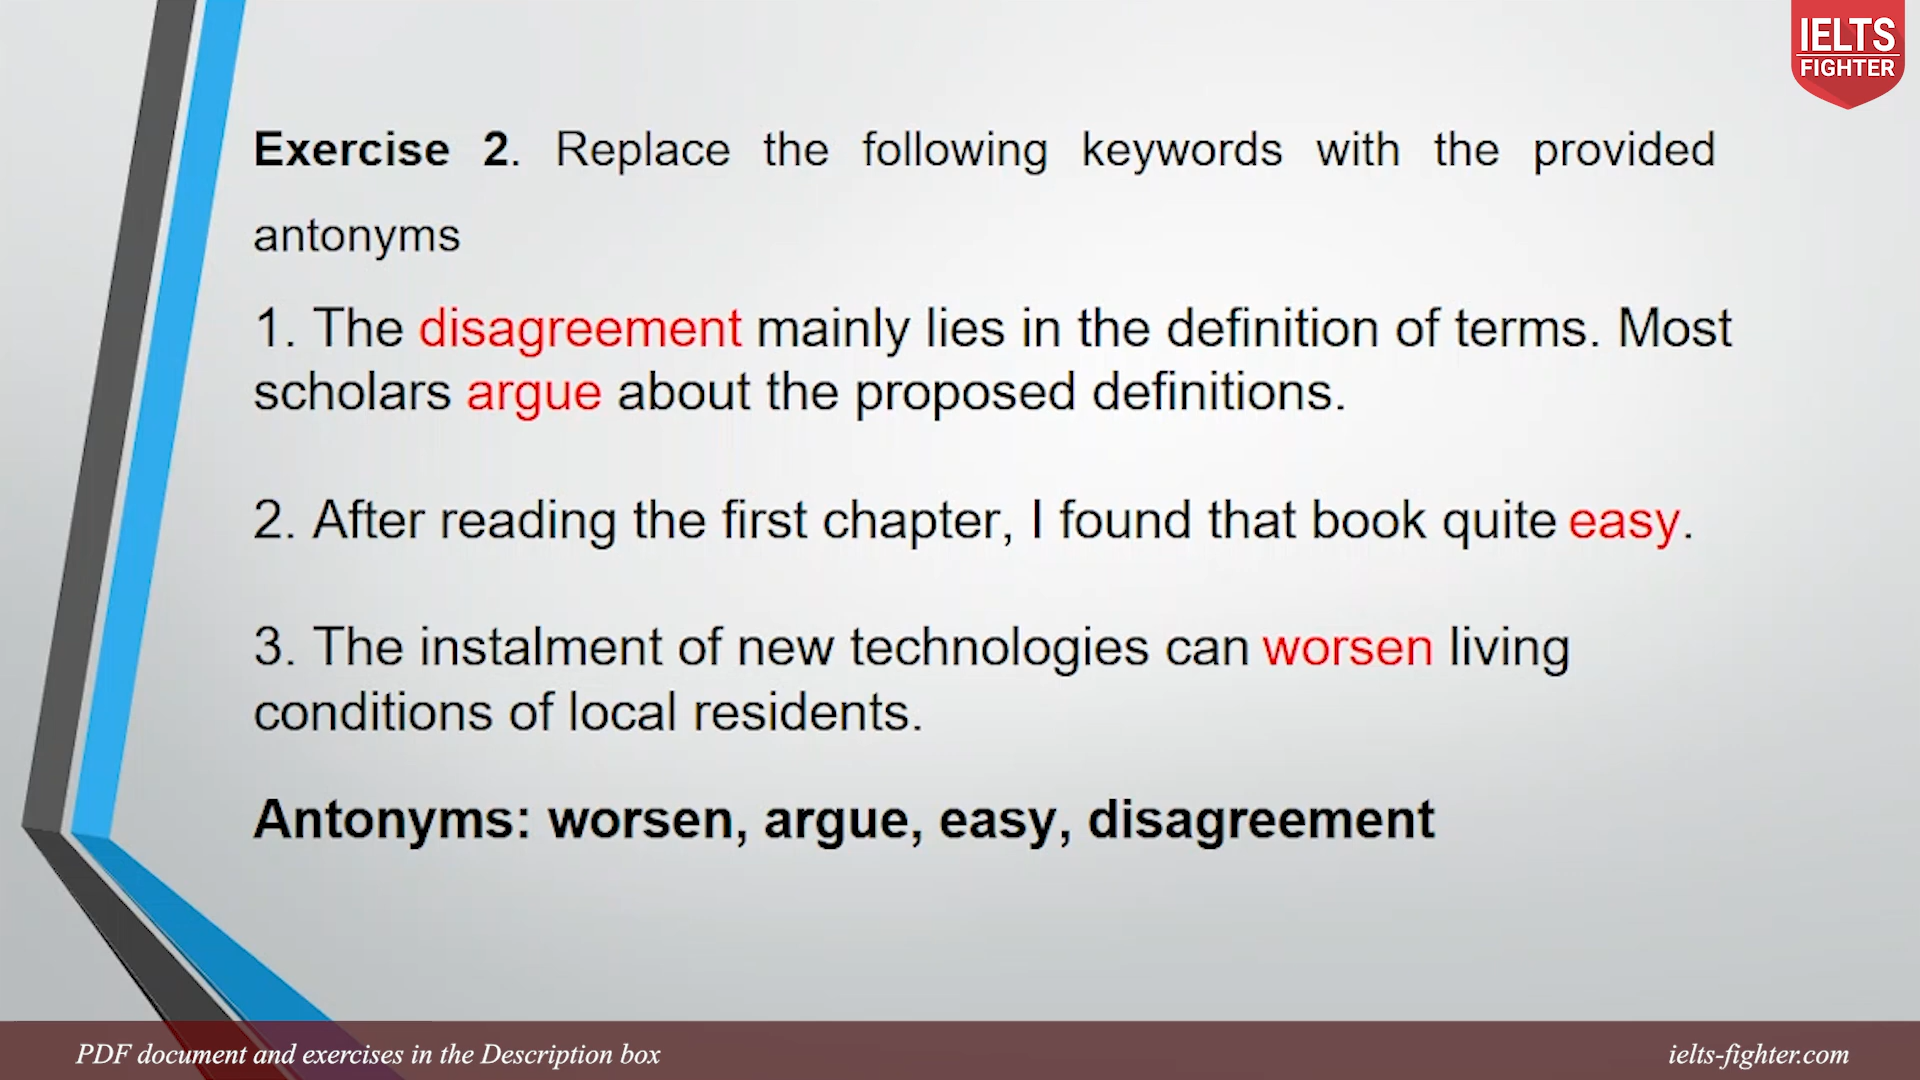 IELTS
FIGHTER
Exercise 2. Replace the following keywords with the provided
antonyms
1. The disagreement mainly lies in the definition of terms. Most
scholars argue about the proposed definitions.
2. After reading the first chapter, I found that book quite easy.
3. The instalment of new technologies can worsen living
conditions of local residents.
Antonyms: worsen, argue, easy, disagreement
PDF document and exercises in the Description box
ielts-fighter.com